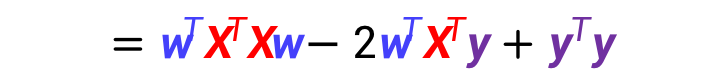 = wᵀXᵀXw − 2wᵀXᵀy + yᵀy